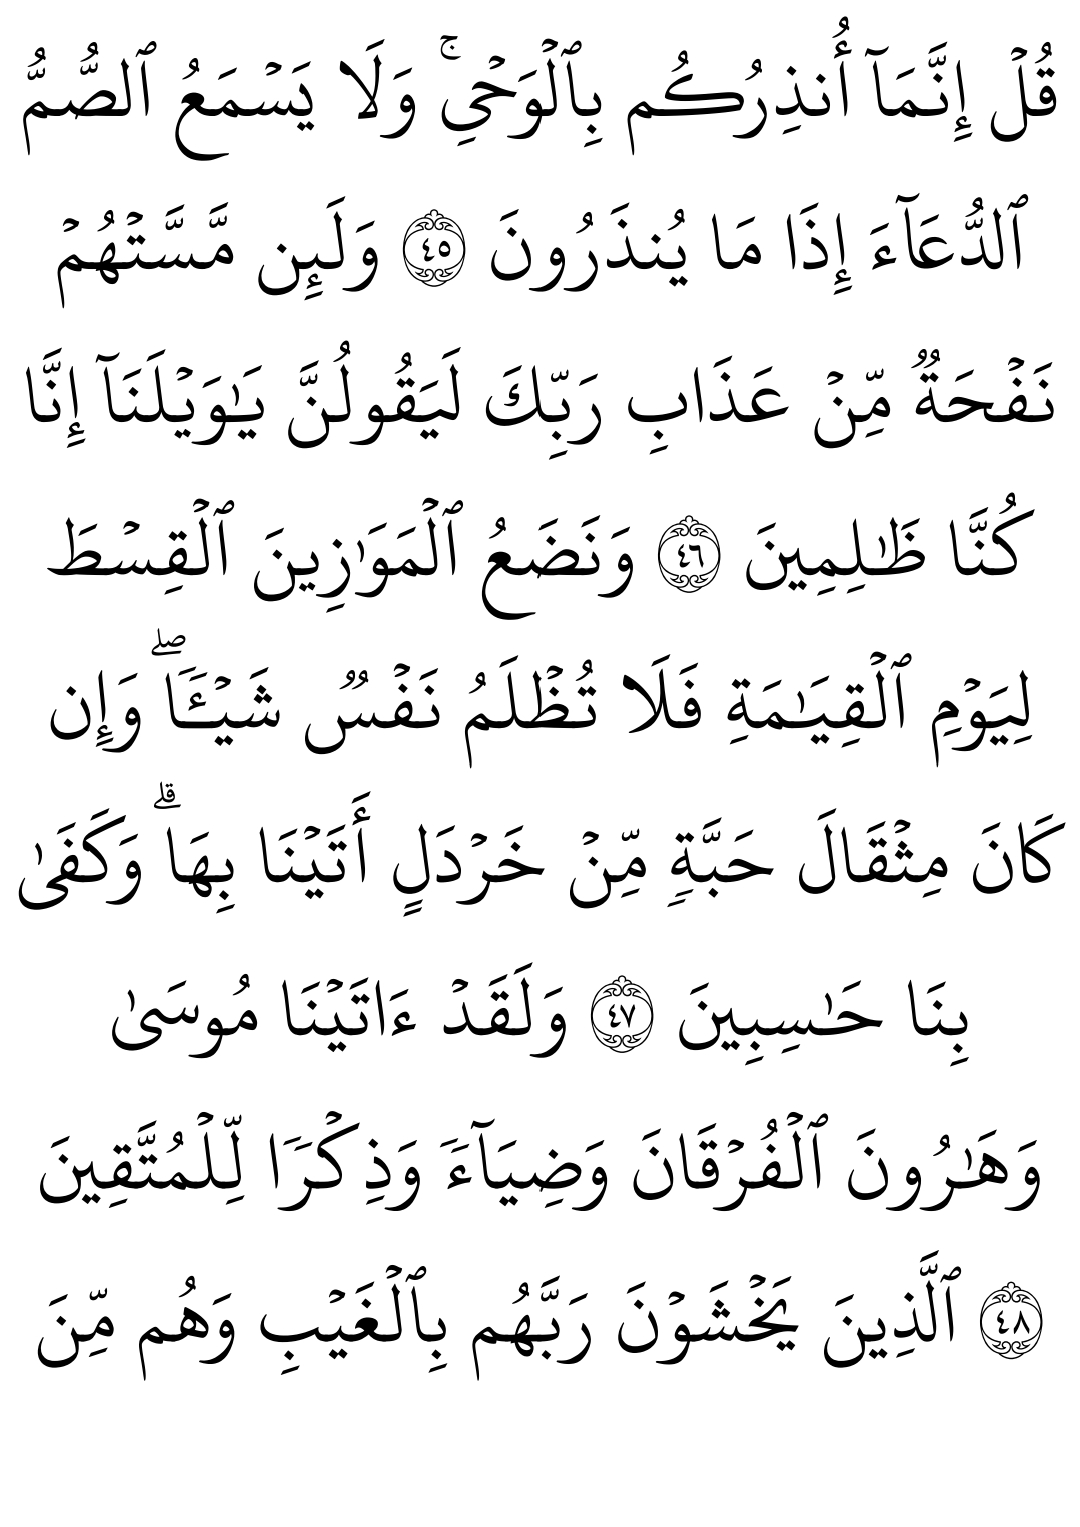 قُلۡ إِنَّمَآ أُنذِرُكُم بِٱلۡوَحۡيِۚ وَلَا يَسۡمَعُ ٱلصُّمُّ
ٱلدُّعَآءَ إِذَا مَا يُنذَرُونَ ٤٥ وَلَئِن مَّسَّتۡهُمۡ
نَفۡحَةٞ مِّنۡ عَذَابِ رَبِّكَ لَيَقُولُنَّ يَٰوَيۡلَنَآ إِنَّا
كُنَّا ظَٰلِمِينَ ٤٦ وَنَضَعُ ٱلۡمَوَٰزِينَ ٱلۡقِسۡطَ
لِيَوۡمِ ٱلۡقِيَٰمَةِ فَلَا تُظۡلَمُ نَفۡسٞ شَيۡـٔٗاۖ وَإِن
كَانَ مِثۡقَالَ حَبَّةٖ مِّنۡ خَرۡدَلٍ أَتَيۡنَا بِهَاۗ وَكَفَىٰ
بِنَا حَٰسِبِينَ ٤٧ وَلَقَدۡ ءَاتَيۡنَا مُوسَىٰ
وَهَٰرُونَ ٱلۡفُرۡقَانَ وَضِيَآءٗ وَذِكۡرٗا لِّلۡمُتَّقِينَ
٤٨ ٱلَّذِينَ يَخۡشَوۡنَ رَبَّهُم بِٱلۡغَيۡبِ وَهُم مِّنَ